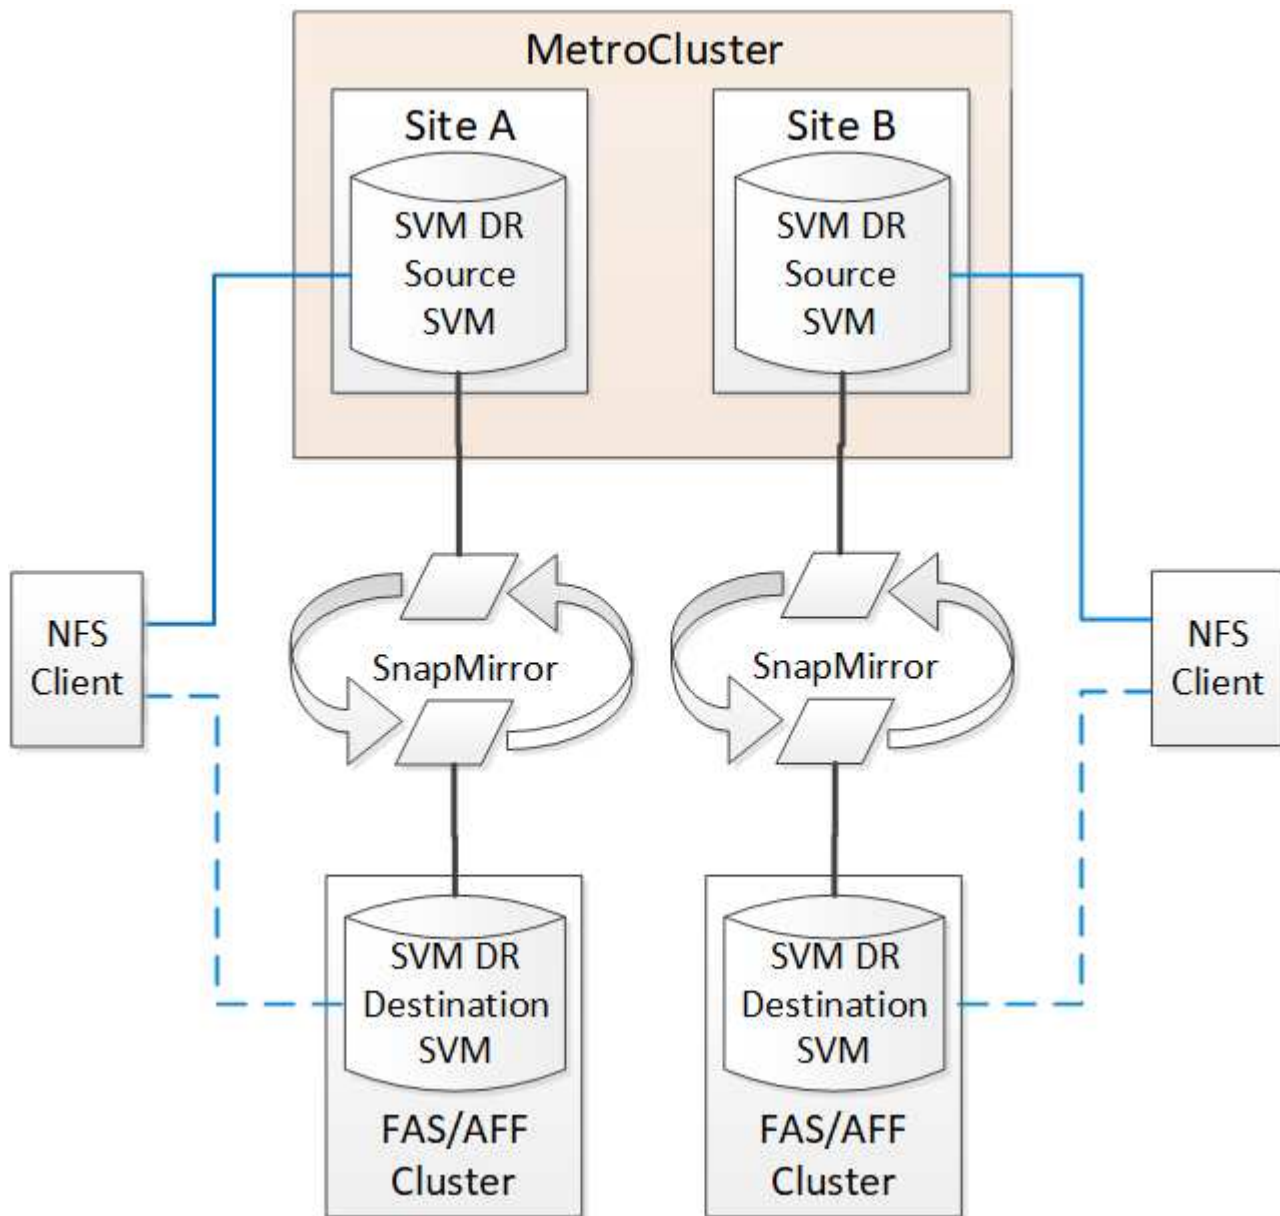 MetroCluster
Site A
SVM DR
Source
SVM
Site B
SVM DR
Source
SVM
NFS
Client
SnapMirror
SnapMirror
NFS
Client
SVM DR
Destination
SVM
FAS/AFF
Cluster
SVM DR
Destination
SVM
FAS/AFF
Cluster